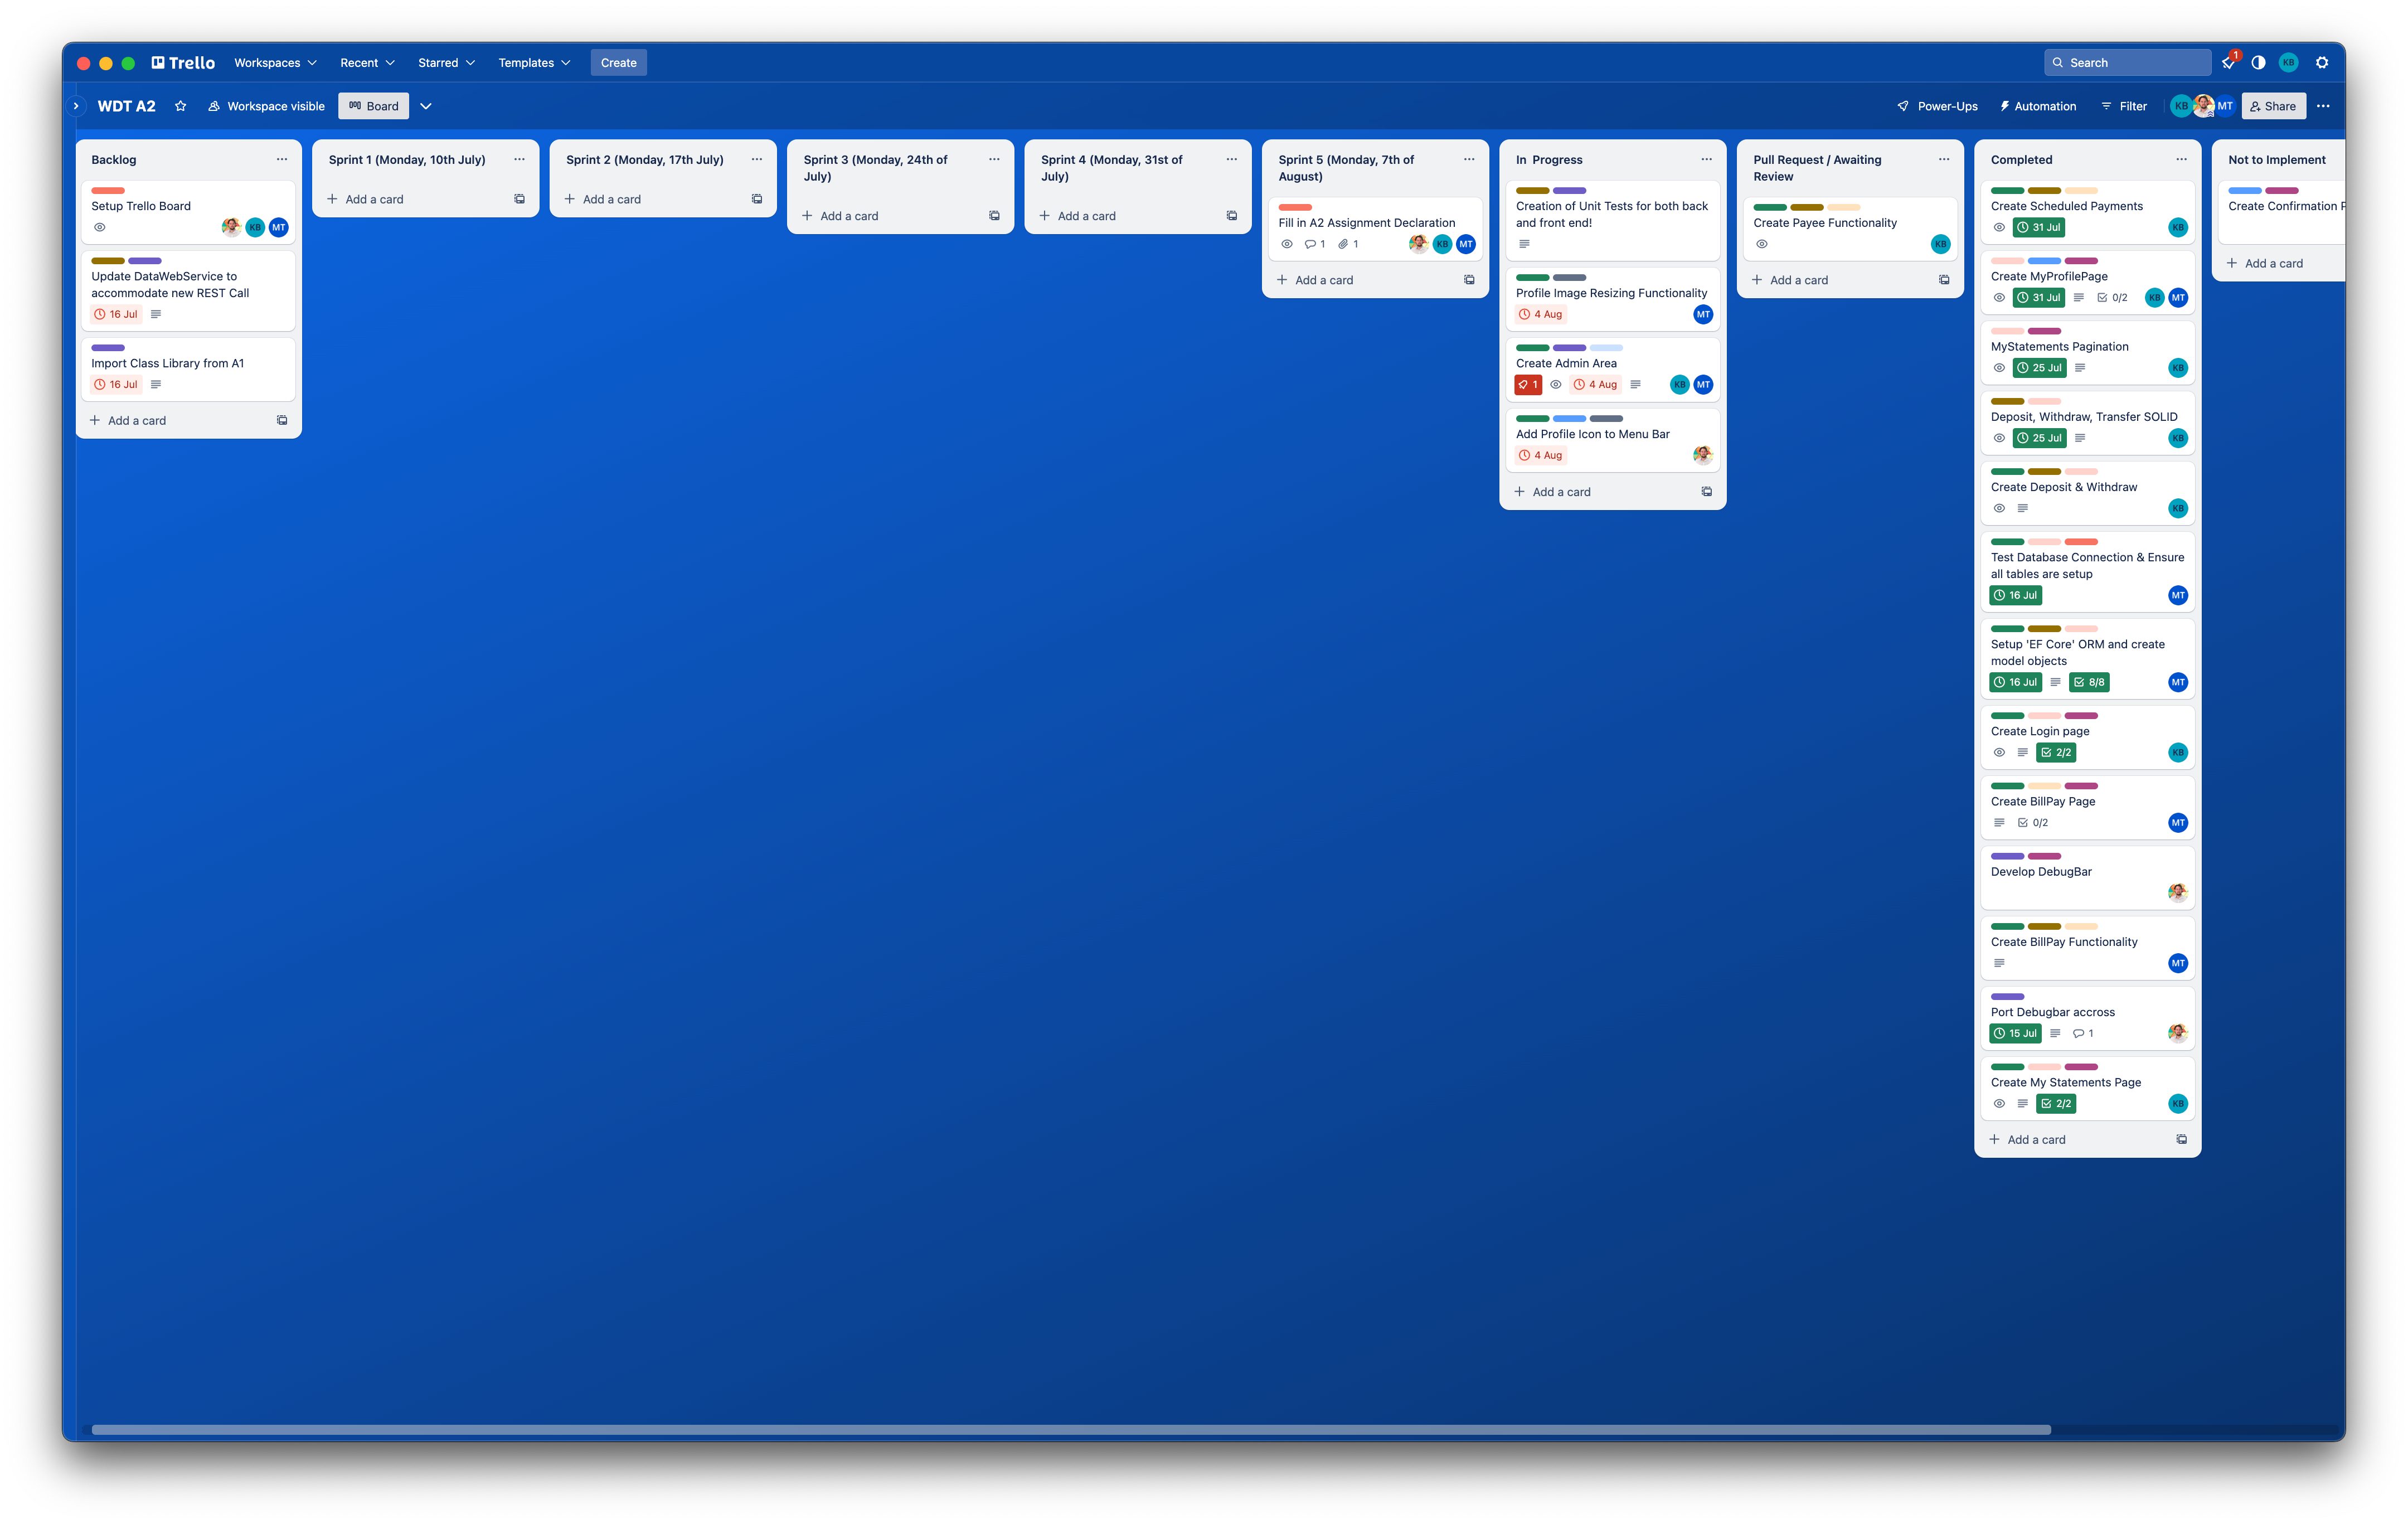 Trello
Workspaces
Recent
Starred
Templates
Create
Search
1
KB
WDT A2
Workspace visible
Board
Power-Ups
Automation
Filter
KB
MT
Share
Backlog
Setup Trello Board
KB MT
Update DataWebService to
accommodate new REST Call
16 Jul
Import Class Library from A1
16 Jul
Add a card
Sprint 1 (Monday, 10th July)
Add a card
Sprint 2 (Monday, 17th July)
Add a card
Sprint 3 (Monday, 24th of
July)
Add a card
Sprint 4 (Monday, 31st of
July)
Add a card
Sprint 5 (Monday, 7th of
August)
Fill in A2 Assignment Declaration
1 1 KB MT
Add a card
In Progress
Creation of Unit Tests for both back
and front end!
Profile Image Resizing Functionality
4 Aug MT
Create Admin Area
1 4 Aug KB MT
Add Profile Icon to Menu Bar
4 Aug
Add a card
Pull Request / Awaiting
Review
Create Payee Functionality
KB
Add a card
Completed
Create Scheduled Payments
31 Jul KB
Create MyProfilePage
31 Jul 0/2 KB MT
MyStatements Pagination
25 Jul KB
Deposit, Withdraw, Transfer SOLID
25 Jul KB
Create Deposit & Withdraw
KB
Test Database Connection & Ensure
all tables are setup
16 Jul MT
Setup 'EF Core' ORM and create
model objects
16 Jul 8/8 MT
Create Login page
2/2 KB
Create BillPay Page
0/2 MT
Develop DebugBar
Create BillPay Functionality
MT
Port Debugbar accross
15 Jul 1
Create My Statements Page
2/2 KB
Add a card
Not to Implement
Create Confirmation
Add a card